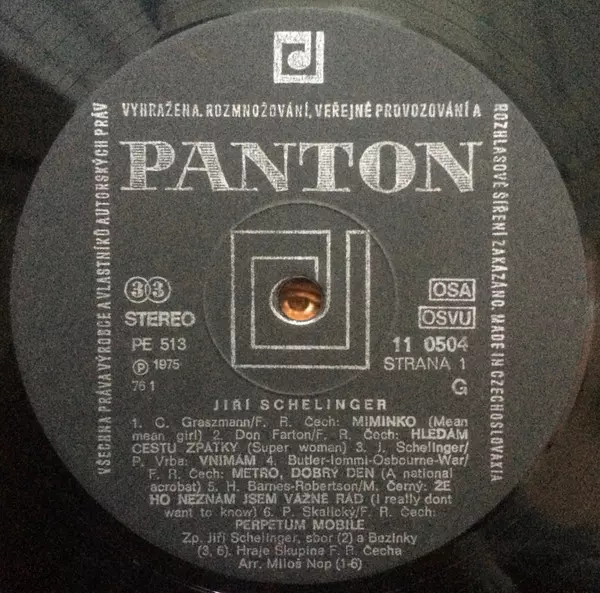 VYHRAŽENA. ROZMNOŽOVÁNÍ, VEŘEJNÉ PROVOZOVÁNÍ A
VŠECHNA PRÁVA VÝROBCE A VLASTNÍKŮ AUTORSKÝCH PRÁV
ROZHLASOVÉ ŠÍŘENÍ ZAKÁZÁNO MADE IN CZECHOSLOVAKIA
PANTON
33
STEREO
PE 513
Ⓟ 1975
76 1
OSA
OSVU
11 0504
STRANA 1
G
JIŘÍ SCHELINGER
1. C. Graszmann/F. R. Čech: MIMINKO (Mean
mean girl) 2. Don Farton/F. R. Čech: HLEDÁM
CESTU ZPÁTKY (Super woman) 3. J. Schelinger/
P. Vrba: VNÍMÁM 4. Butler-Iommi-Osbourne-War/
F. R. Čech: METRO, DOBRÝ DEN (A national
acrobat) 5. H. Barnes-Robertson/M. Černý: ŽE
HO NEZNÁM JSEM VÁŽNĚ RÁD (I really dont
want to know) 6. P. Skalický/F. R. Čech:
PERPETUM MOBILE
Zp. Jiří Schelinger, sbor (2) a Bezinky
(3, 6). Hraje Skupina F. R. Čecha
Arr. Miloš Nop (1-6)